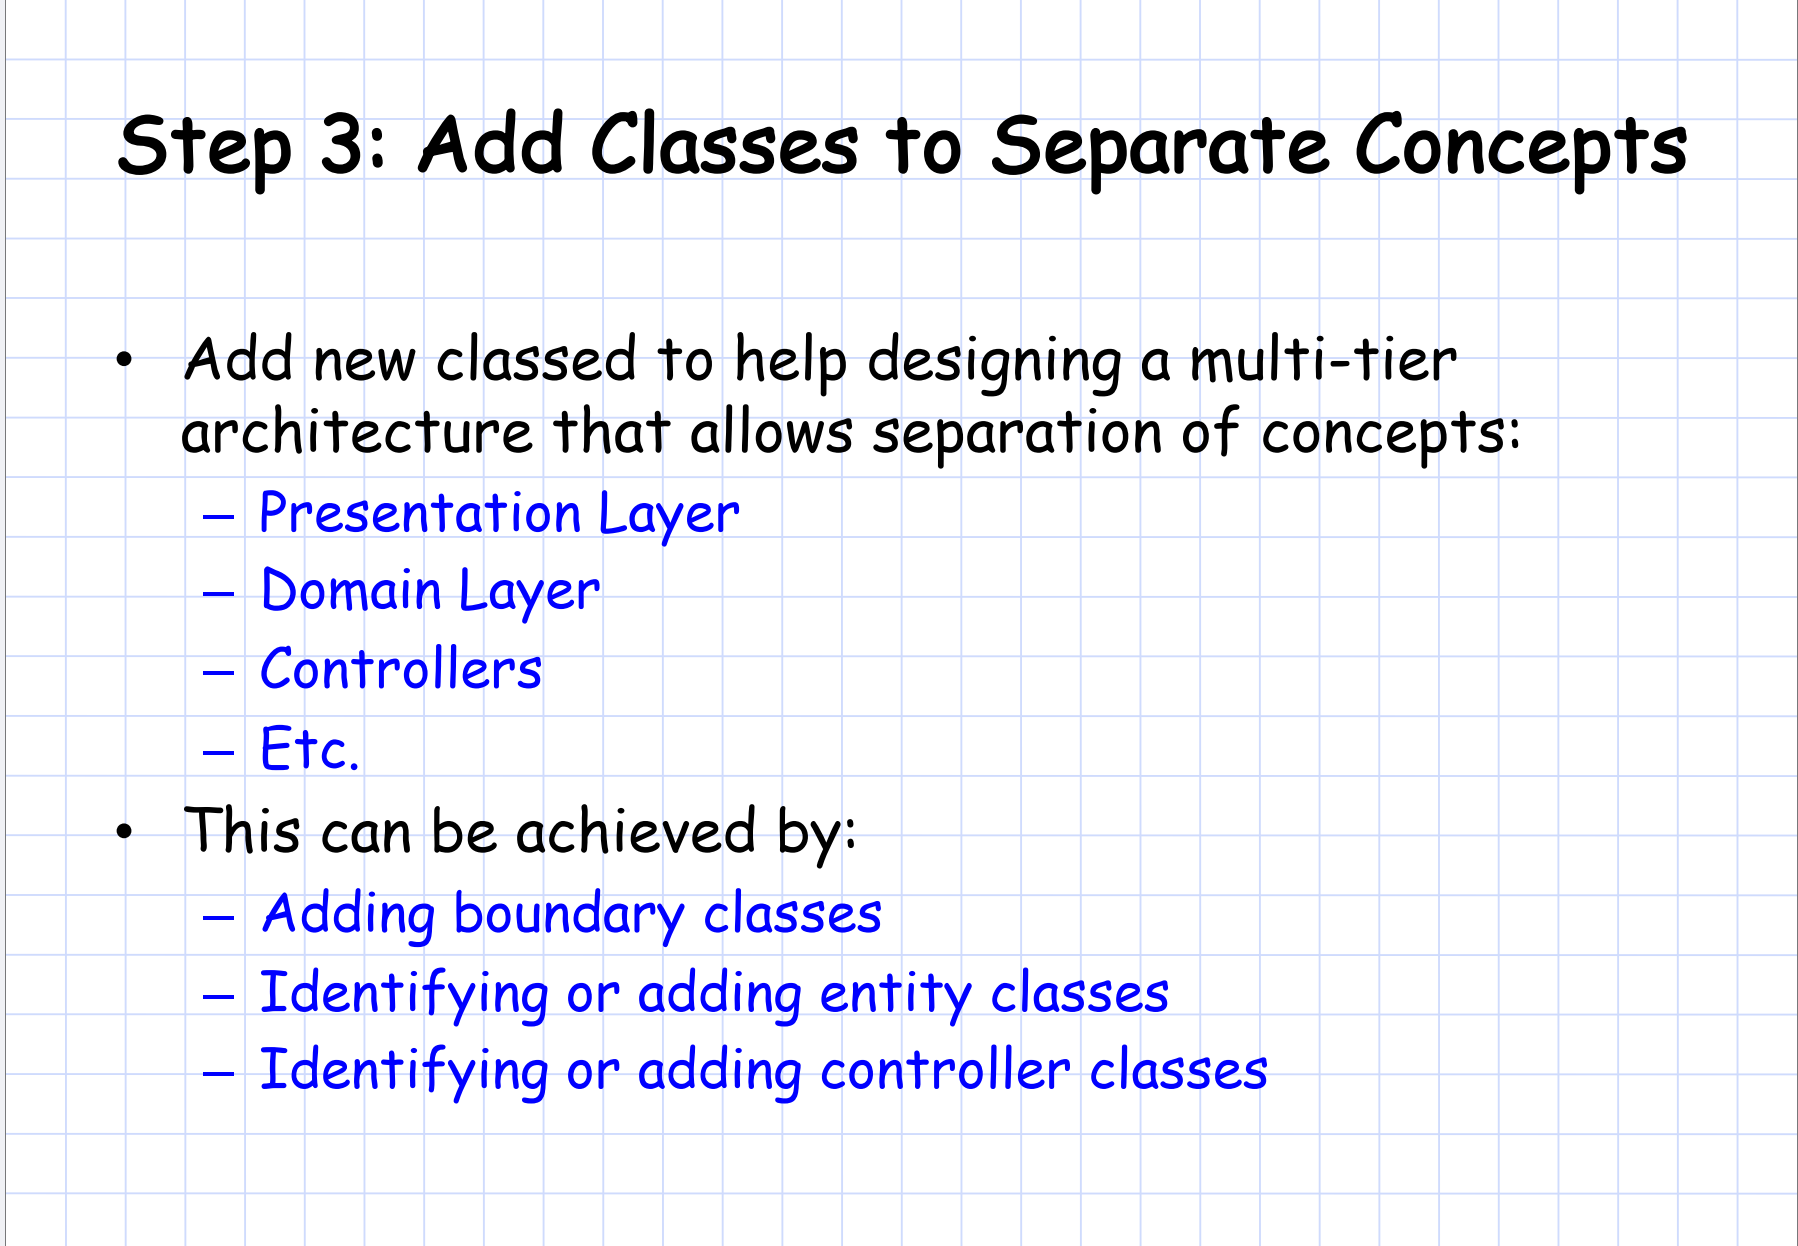 Step 3: Add Classes to Separate Concepts
• Add new classed to help designing a multi-tier
architecture that allows separation of concepts:
– Presentation Layer
– Domain Layer
– Controllers
– Etc.
• This can be achieved by:
– Adding boundary classes
– Identifying or adding entity classes
– Identifying or adding controller classes